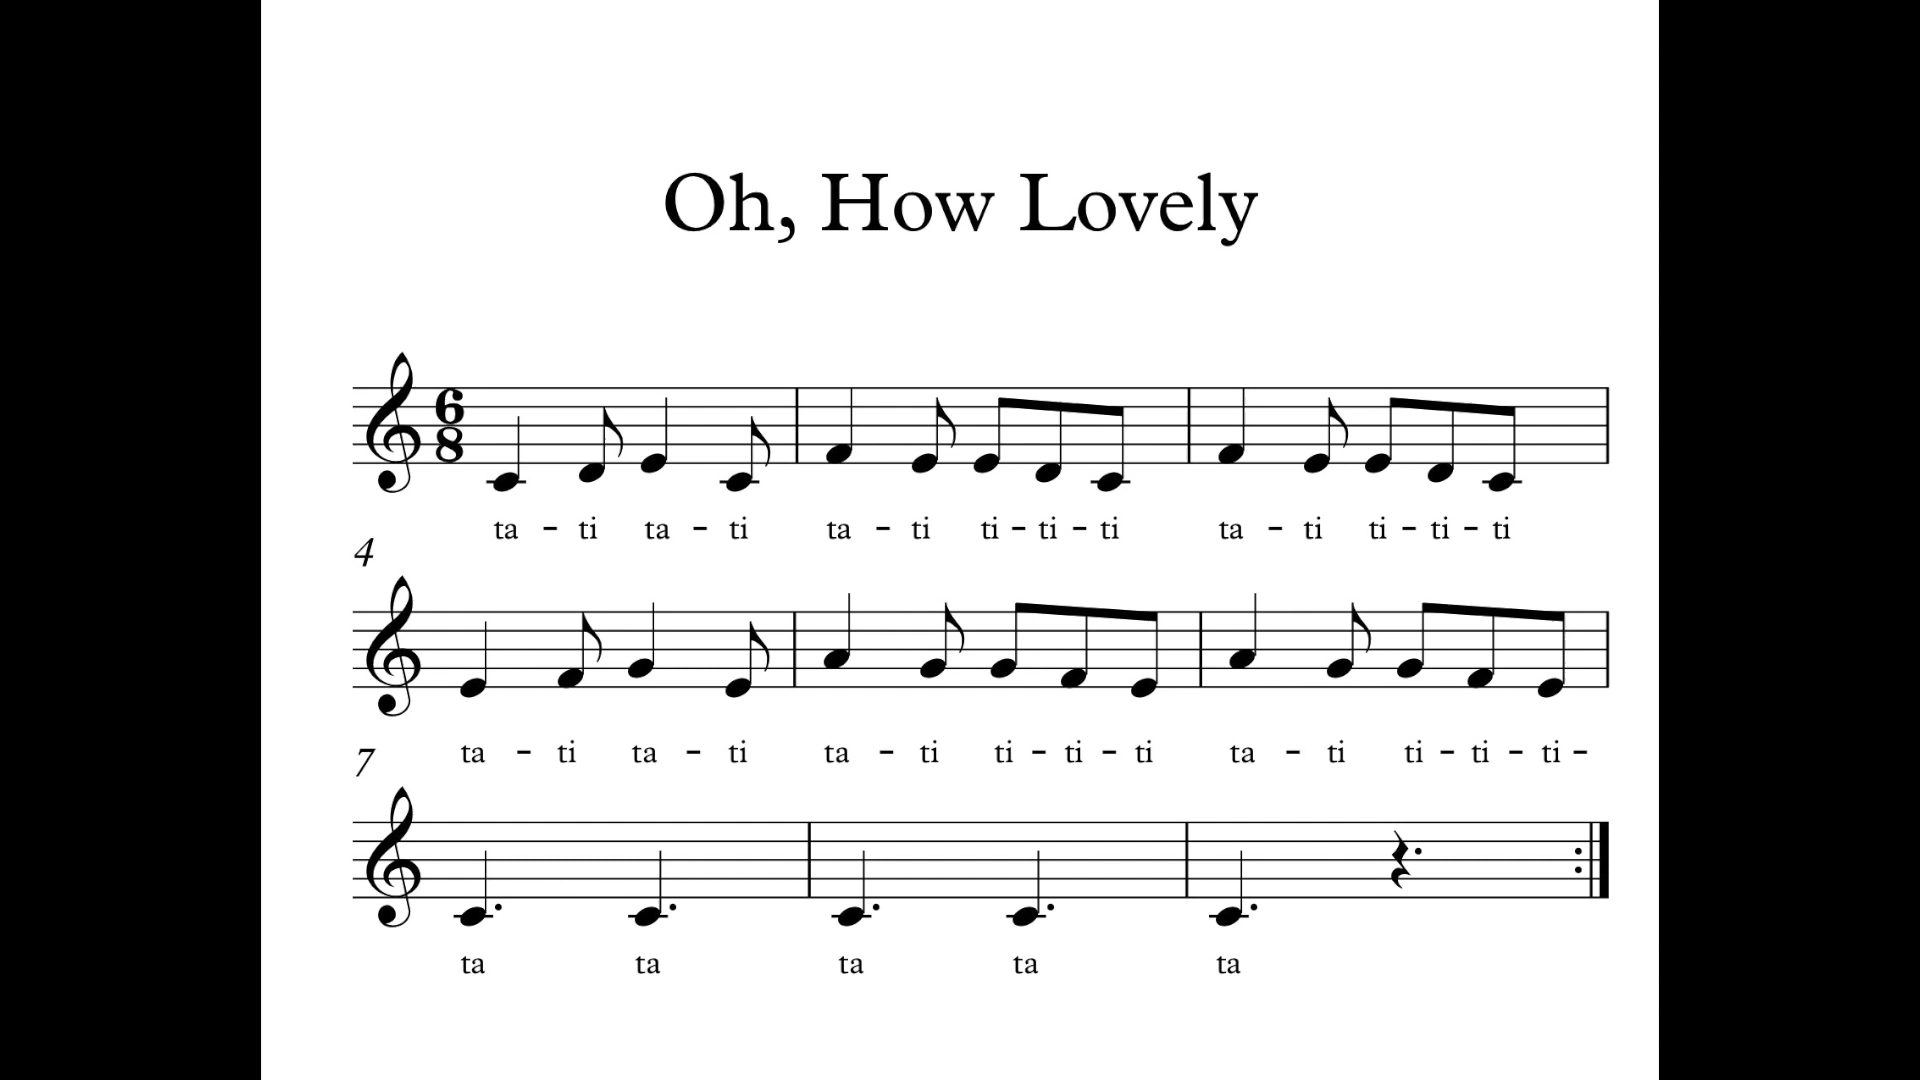 Oh, How Lovely
6
8
ta - ti ta - ti ta - ti ti - ti - ti ta - ti ti - ti - ti
4
ta - ti ta - ti ta - ti ti - ti - ti ta - ti ti - ti - ti -
7
ta ta ta ta ta